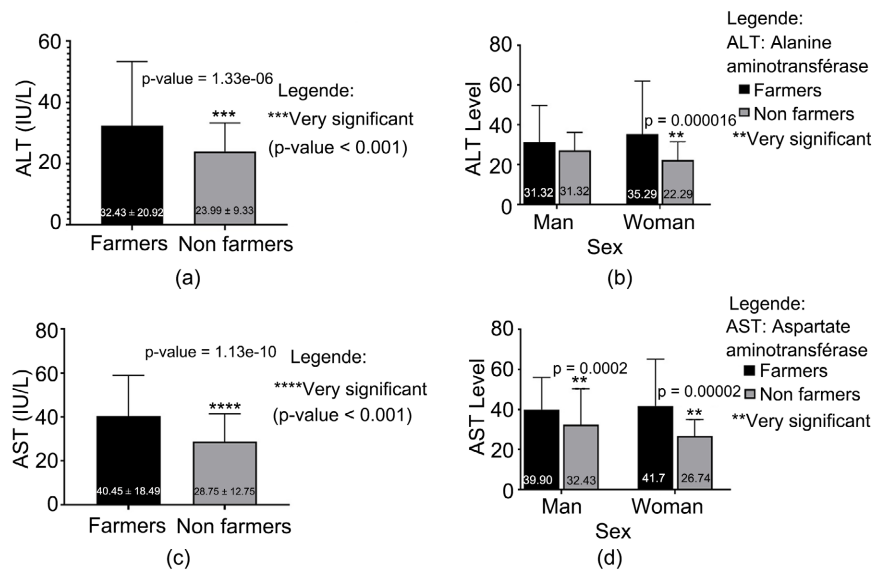 60
40
20
0
ALT (IU/L)
p-value = 1.33e-06
***
32.43 ± 20.92
23.99 ± 9.33
Farmers
Non farmers
Legende:
***Very significant
(p-value < 0.001)
(a)
80
60
40
20
0
ALT Level
p = 0.000016
**
31.32
31.32
35.29
22.29
Man
Woman
Sex
Legende:
ALT: Alanine
aminotransférase
Farmers
Non farmers
**Very significant
(b)
80
60
40
20
0
AST (IU/L)
p-value = 1.13e-10
****
40.45 ± 18.49
28.75 ± 12.75
Farmers
Non farmers
Legende:
****Very significant
(p-value < 0.001)
(c)
80
60
40
20
0
AST Level
p = 0.0002
**
p = 0.00002
**
39.90
32.43
41.7
26.74
Man
Woman
Sex
Legende:
AST: Aspartate
aminotransférase
Farmers
Non farmers
**Very significant
(d)